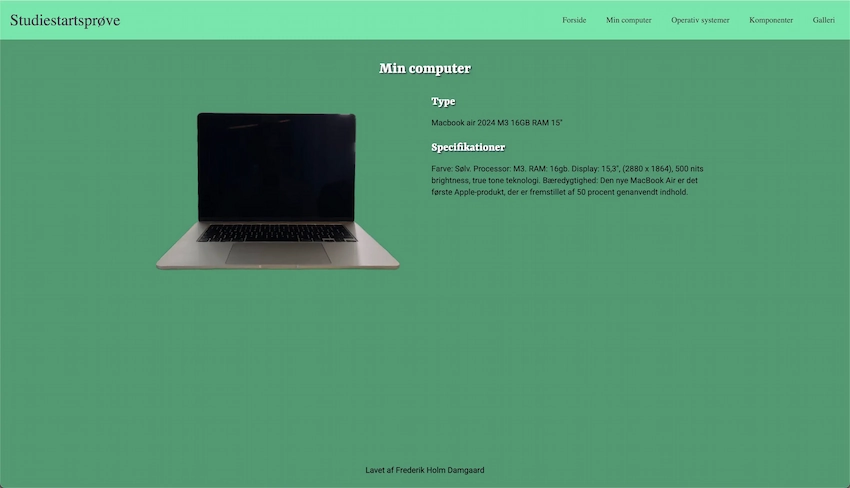 Studiestartsprøve
Forside Min computer Operativ systemer Komponenter Galleri
Min computer
Type
Macbook air 2024 M3 16GB RAM 15"
Specifikationer
Farve: Sølv. Processor: M3. RAM: 16gb. Display: 15,3", (2880 x 1864), 500 nits
brightness, true tone teknologi. Bæredygtighed: Den nye MacBook Air er det
første Apple-produkt, der er fremstillet af 50 procent genanvendt indhold.
Lavet af Frederik Holm Damgaard